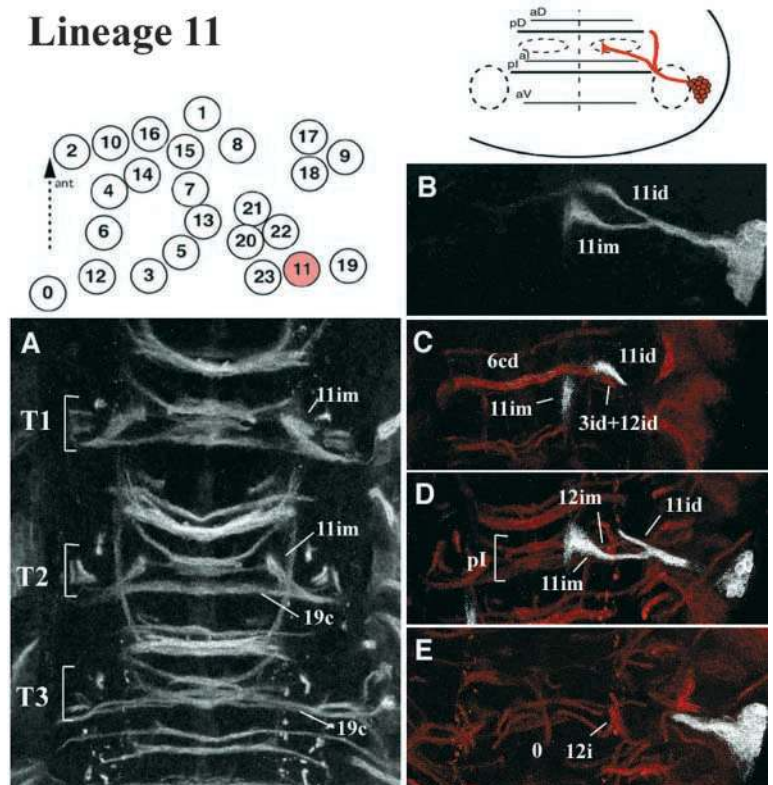 Lineage 11
aD
pD
aI
pI
aV
1
16
10
2
15
8
17
9
14
18
4
7
ant
21
13
6
22
20
5
12
3
23
11
19
0
B
11id
11im
A
T1
11im
T2
11im
19c
T3
19c
C
6cd
11id
11im
3id+12id
D
12im
11id
pI
11im
E
0
12i